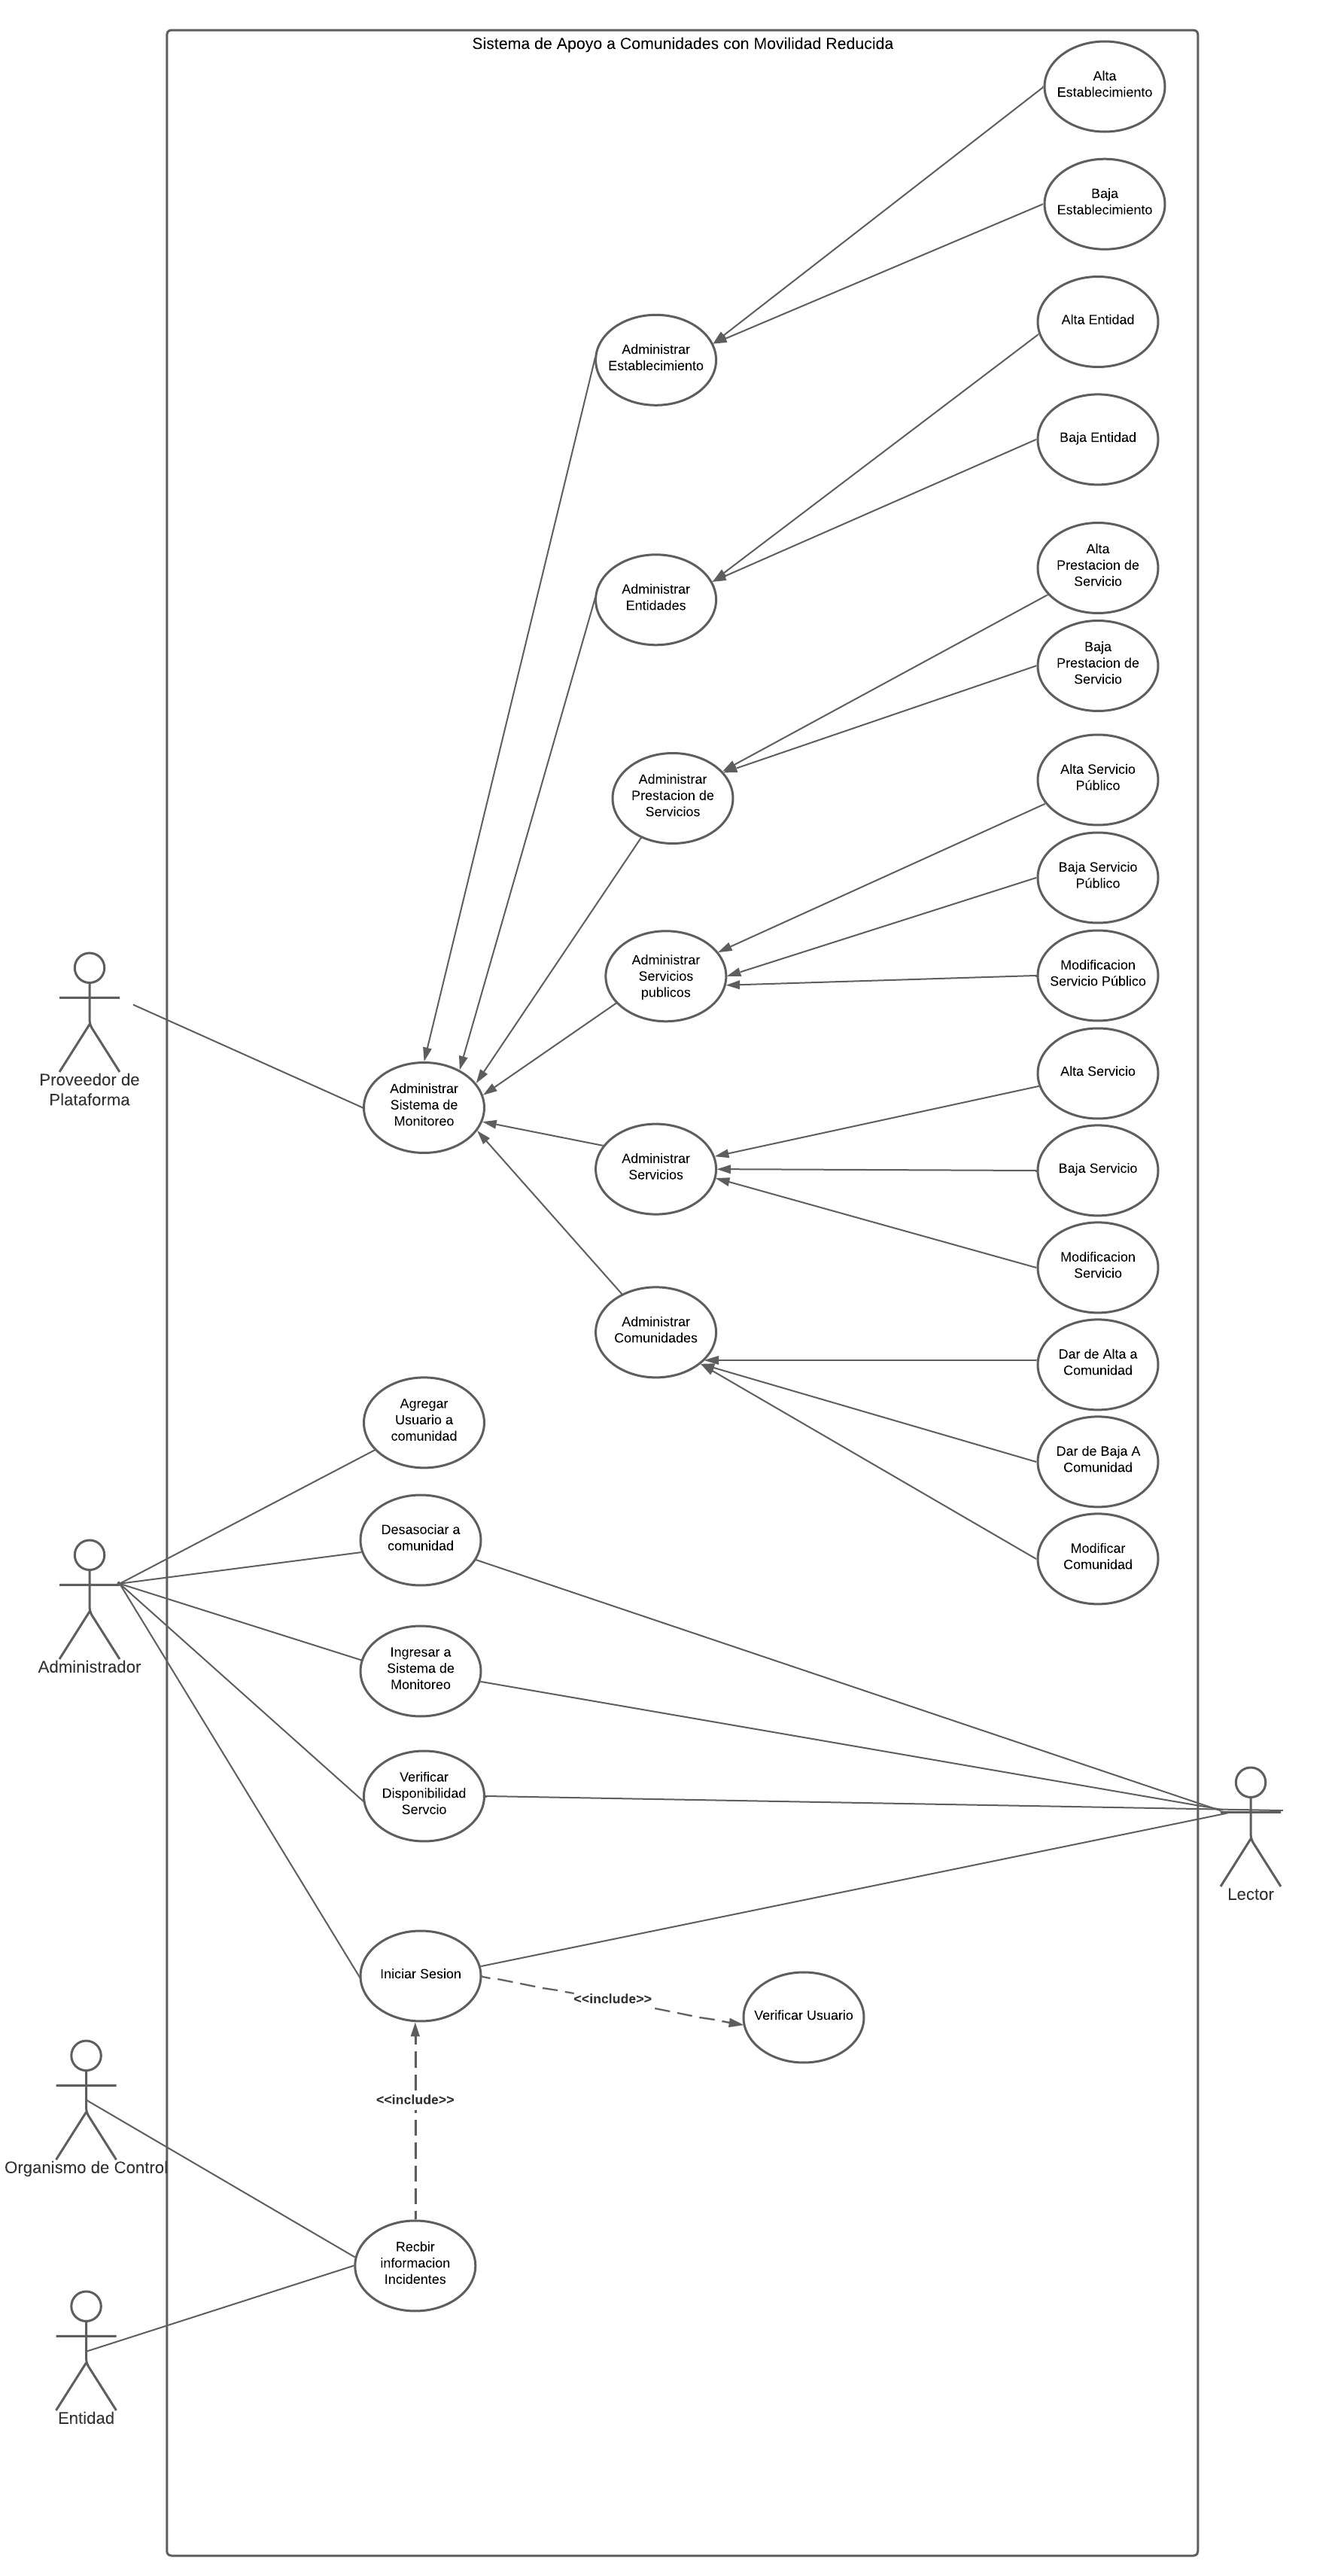 Sistema de Apoyo a Comunidades con Movilidad Reducida
Alta
Establecimiento
Baja
Establecimiento
Alta Entidad
Administrar
Establecimiento
Baja Entidad
Alta
Prestacion de
Servicio
Administrar
Entidades
Baja
Prestacion de
Servicio
Administrar
Prestacion de
Servicios
Alta Servicio
Público
Baja Servicio
Público
Administrar
Servicios
publicos
Modificacion
Servicio Público
Proveedor de
Plataforma
Administrar
Sistema de
Monitoreo
Alta Servicio
Administrar
Servicios
Baja Servicio
Modificacion
Servicio
Administrar
Comunidades
Dar de Alta a
Comunidad
Agregar
Usuario a
comunidad
Dar de Baja A
Comunidad
Desasociar a
comunidad
Modificar
Comunidad
Administrador
Ingresar a
Sistema de
Monitoreo
Verificar
Disponibilidad
Servcio
Lector
Iniciar Sesion
<<include>>
Verificar Usuario
<<include>>
Organismo de Control
Recbir
informacion
Incidentes
Entidad